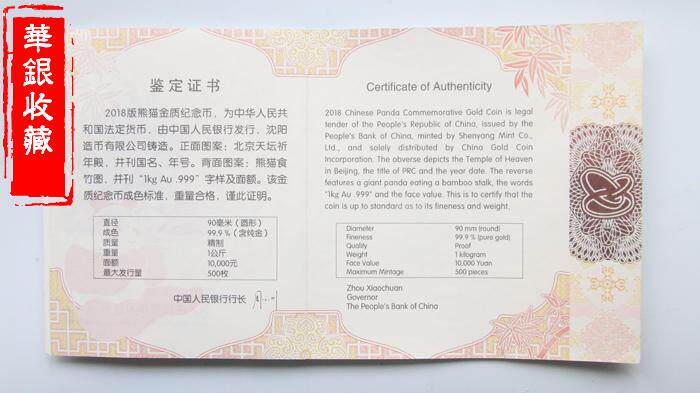 華銀收藏
鉴定证书
2018版熊猫金质纪念币，为中华人民共
和国法定货币，由中国人民银行发行，沈阳
造币有限公司铸造。正面图案：北京天坛祈
年殿，井刊国名、年号。背面图案：熊猫食
竹图，井刊“1kg Au .999”字样及面额。该金
质纪念币成色标准，重量合格，谨此证明。
直径 90毫米（圆形）
成色 99.9％（含纯金）
质量 精制
重量 1公斤
面额 10,000元
最大发行量 500枚
中国人民银行行长
Certificate of Authenticity
2018 Chinese Panda Commemorative Gold Coin is legal
tender of the People's Republic of China, issued by the
People's Bank of China, minted by Shenyang Mint Co.,
Ltd., and solely distributed by China Gold Coin
Incorporation. The obverse depicts the Temple of Heaven
in Beijing, the title of PRC and the year date. The reverse
features a giant panda eating a bamboo stalk, the words
"1kg Au .999" and the face value. This is to certify that the
coin is up to standard as to its fineness and weight.
Diameter 90 mm (round)
Fineness 99.9 % (pure gold)
Quality Proof
Weight 1 kilogram
Face Value 10,000 Yuan
Maximum Mintage 500 pieces
Zhou Xiaochuan
Governor
The People's Bank of China